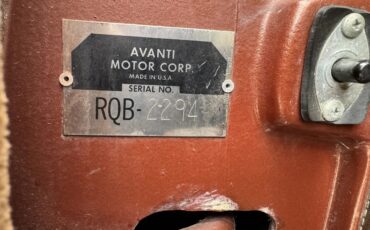 AVANTI
MOTOR CORP.
MADE IN U.S.A.
SERIAL NO.
RQB-2294